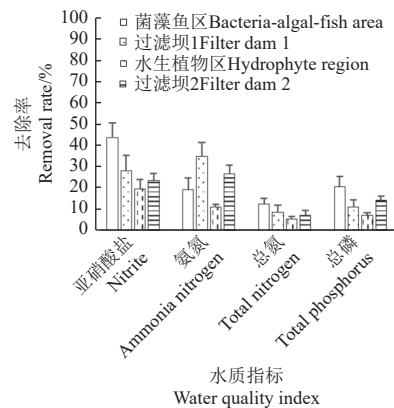 菌藻鱼区Bacteria-algal-fish area
过滤坝1Filter dam 1
水生植物区Hydrophyte region
过滤坝2Filter dam 2
去除率
Removal rate/%
100
90
80
70
60
50
40
30
20
10
0
亚硝酸盐
Nitrite
氨氮
Ammonia nitrogen
总氮
Total nitrogen
总磷
Total phosphorus
水质指标
Water quality index